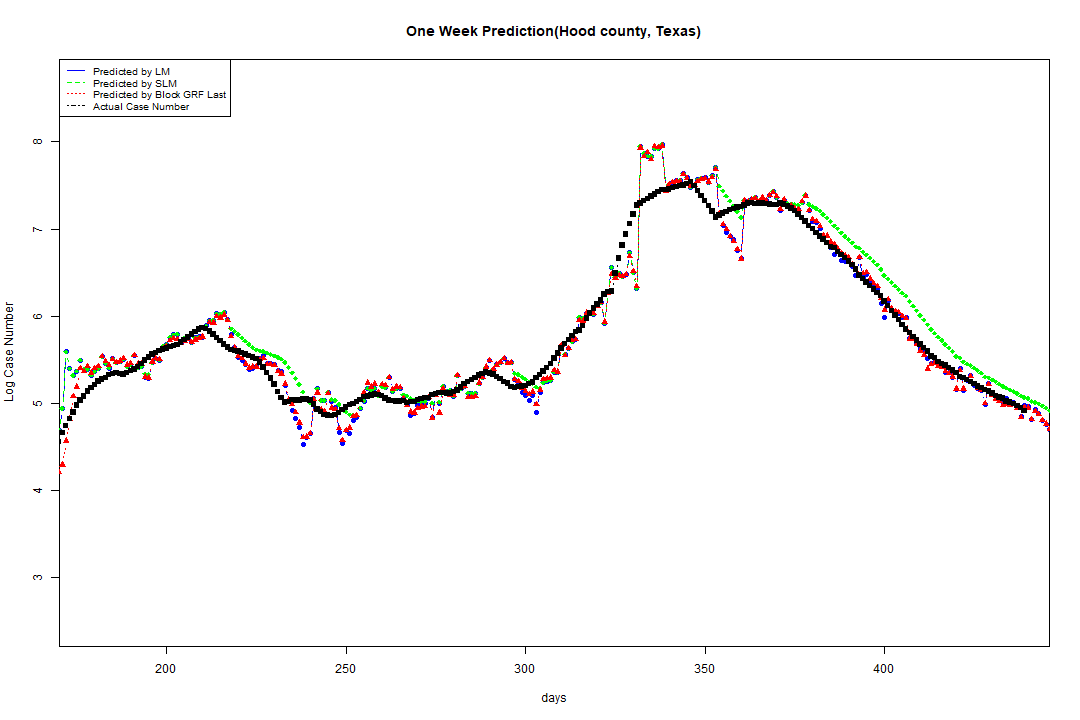 One Week Prediction(Hood county, Texas)
Predicted by LM
Predicted by SLM
Predicted by Block GRF Last
Actual Case Number
Log Case Number
8
7
6
5
4
3
200 250 300 350 400
days